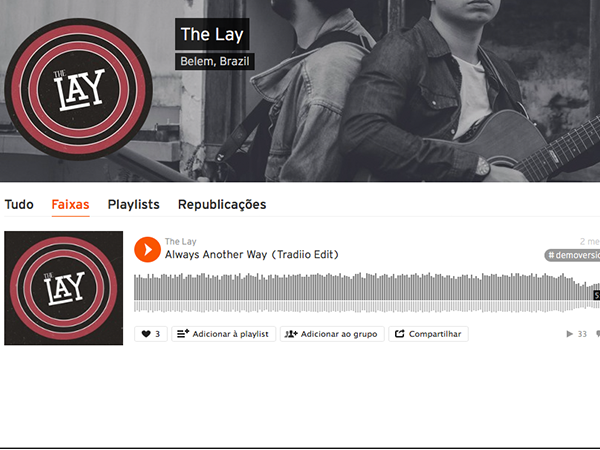 THE
LAY
The Lay
Belem, Brazil
Tudo Faixas Playlists Republicações
THE
LAY
The Lay
2 me
Always Another Way (Tradiio Edit)
# demoversio
3 Adicionar à playlist Adicionar ao grupo Compartilhar
33